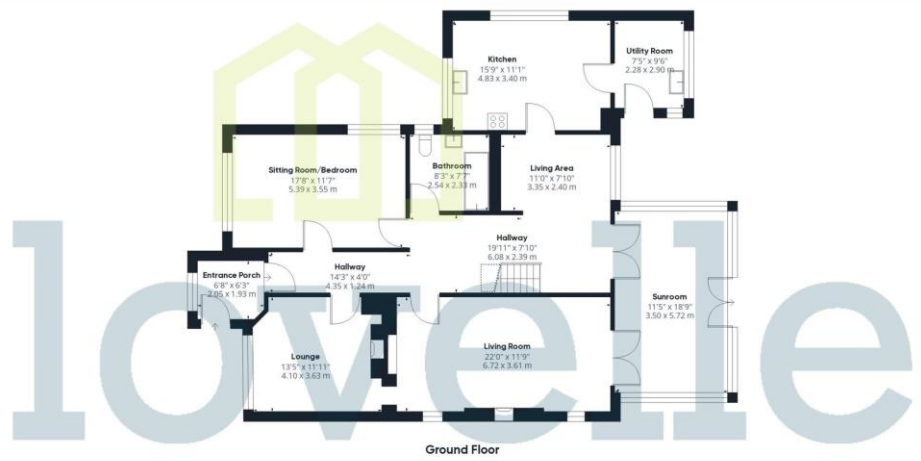 Kitchen
15'9" x 11'1"
4.83 x 3.40 m
Utility Room
7'5" x 9'6"
2.28 x 2.90 m
Sitting Room/Bedroom
17'8" x 11'7"
5.39 x 3.55 m
Bathroom
8'3" x 7'7"
2.54 x 2.33 m
Living Area
11'0" x 7'10"
3.35 x 2.40 m
Hallway
19'11" x 7'10"
6.08 x 2.39 m
Entrance Porch
6'8" x 6'3"
2.05 x 1.93 m
Hallway
14'3" x 4'0"
4.35 x 1.24 m
Sunroom
11'5" x 18'9"
3.50 x 5.72 m
Lounge
13'5" x 11'11"
4.10 x 3.63 m
Living Room
22'0" x 11'9"
6.72 x 3.61 m
lovelle
Ground Floor